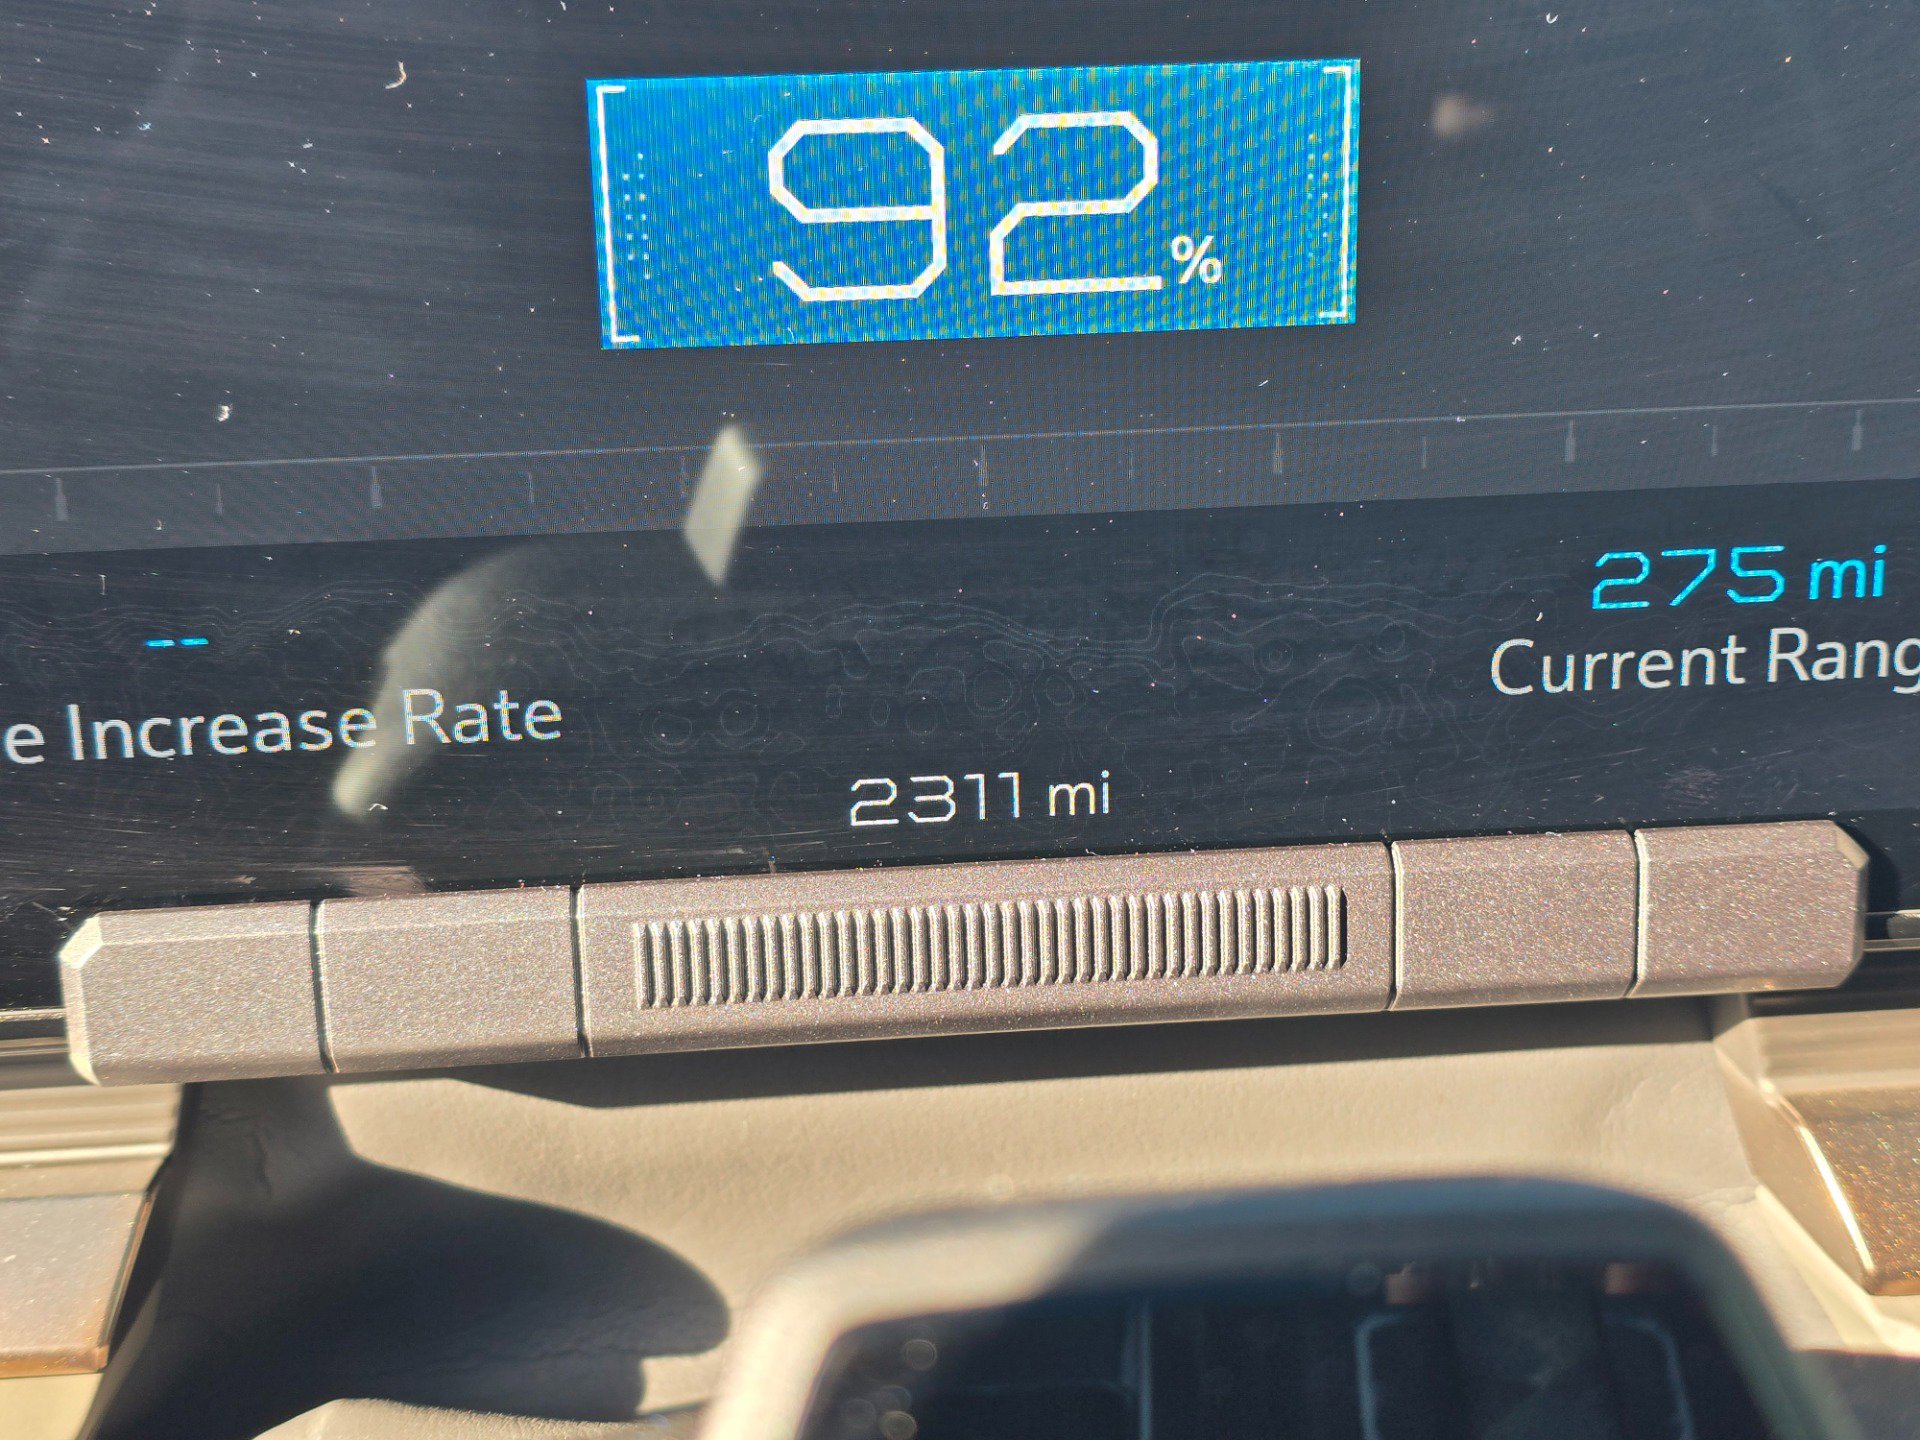 92%
--
e Increase Rate
275 mi
Current Rang
2311 mi